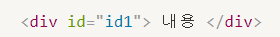 <div id="id1"> 내용 </div>